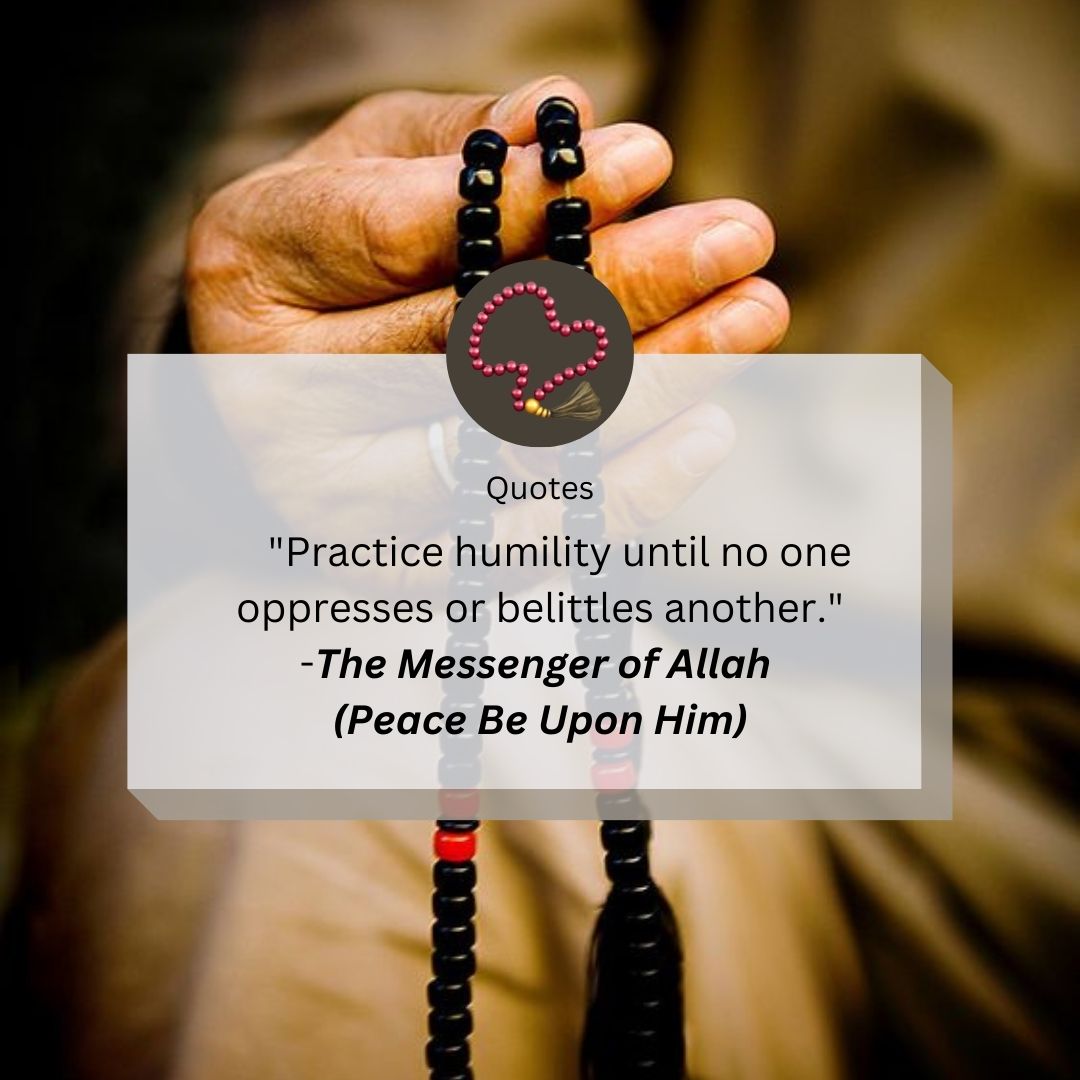 Quotes
"Practice humility until no one
oppresses or belittles another."
-The Messenger of Allah
(Peace Be Upon Him)